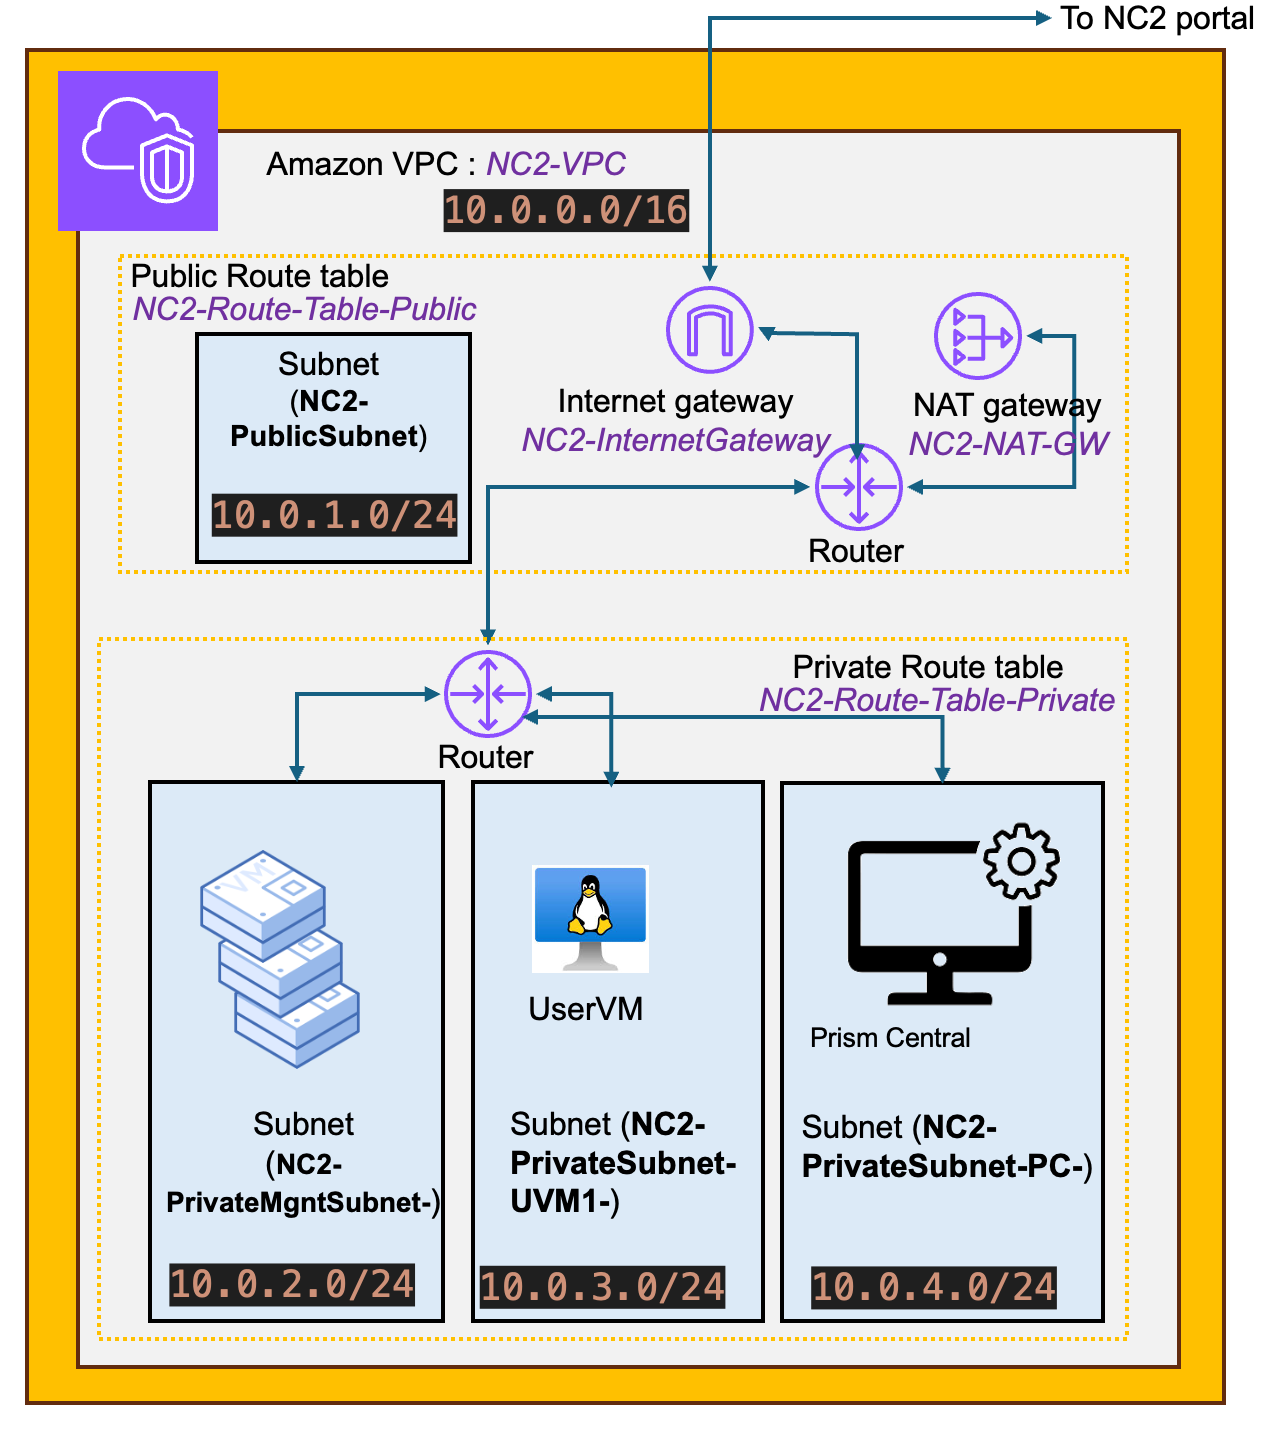 To NC2 portal
Amazon VPC : NC2-VPC
10.0.0.0/16
Public Route table
NC2-Route-Table-Public
Subnet
(NC2-
PublicSubnet)
10.0.1.0/24
Internet gateway
NC2-InternetGateway
NAT gateway
NC2-NAT-GW
Router
Private Route table
NC2-Route-Table-Private
Router
VM
Subnet
(NC2-
PrivateMgntSubnet-)
10.0.2.0/24
UserVM
Subnet (NC2-
PrivateSubnet-
UVM1-)
10.0.3.0/24
Prism Central
Subnet (NC2-
PrivateSubnet-PC-)
10.0.4.0/24